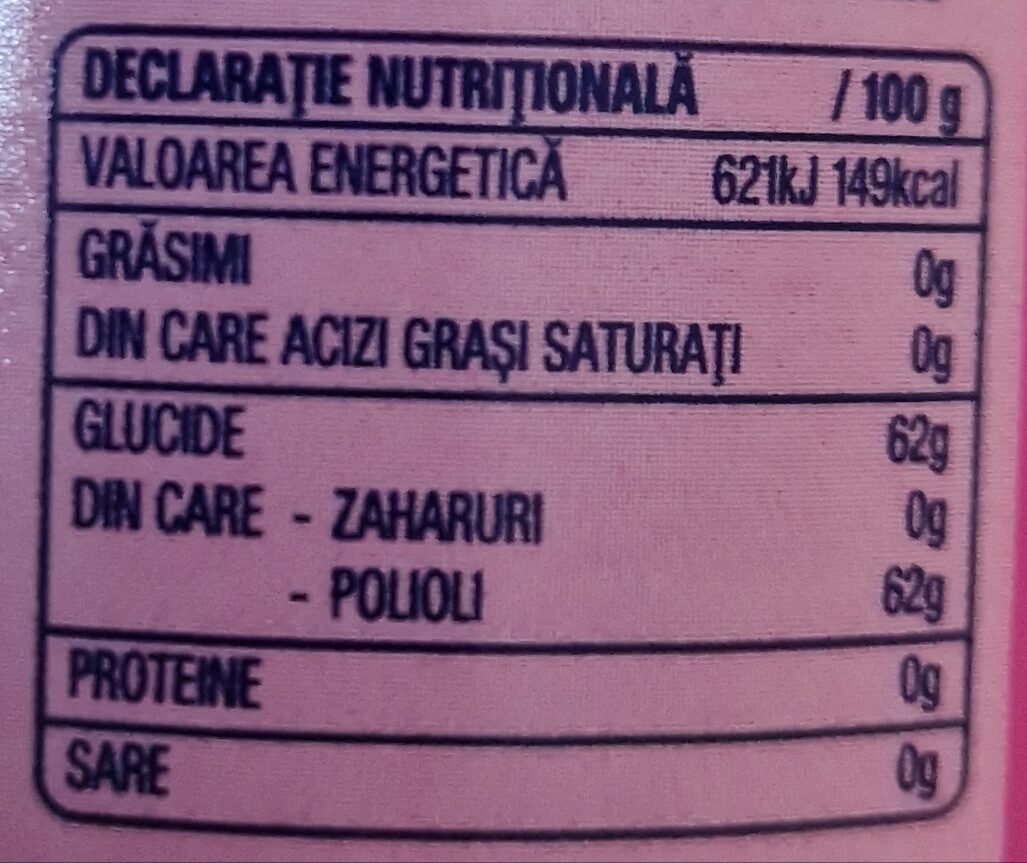 DECLARAȚIE NUTRIȚIONALĂ / 100 g
VALOAREA ENERGETICĂ 621kJ 149kcal
GRĂSIMI 0g
DIN CARE ACIZI GRAȘI SATURAȚI 0g
GLUCIDE 62g
DIN CARE - ZAHARURI 0g
- POLIOLI 62g
PROTEINE 0g
SARE 0g